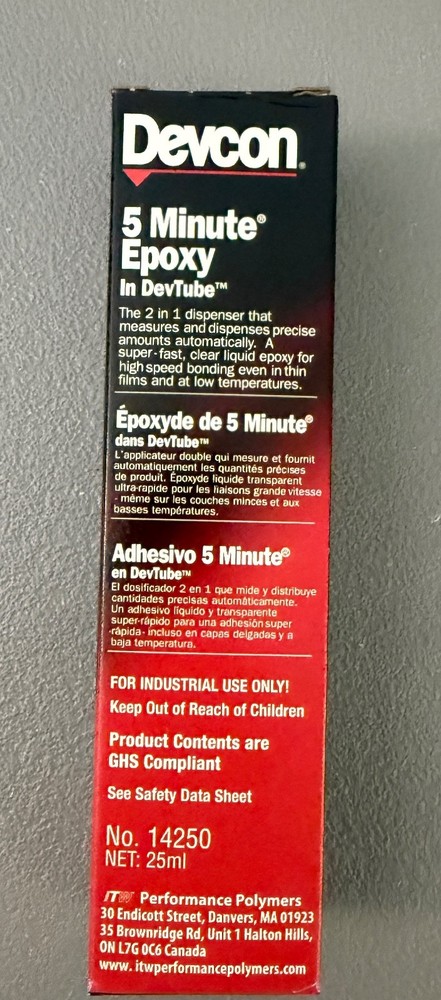 Devcon®
5 Minute®
Epoxy
In DevTube™
The 2 in 1 dispenser that
measures and dispenses precise
amounts automatically. A
super-fast, clear liquid epoxy for
high speed bonding even in thin
films and at low temperatures.
Époxyde de 5 Minute®
dans DevTube™
L'applicateur double qui mesure et fournit
automatiquement les quantités précises
de produit. Époxyde liquide transparent
ultra-rapide pour les liaisons grande vitesse
- même sur les couches minces et aux
basses températures.
Adhesivo 5 Minute®
en DevTube™
El dosificador 2 en 1 que mide y distribuye
cantidades precisas automáticamente.
Un adhesivo líquido y transparente
super-rápido para una adhesión super
-rápida- incluso en capas delgadas y a
baja temperatura.
FOR INDUSTRIAL USE ONLY!
Keep Out of Reach of Children
Product Contents are
GHS Compliant
See Safety Data Sheet
No. 14250
NET: 25ml
ITW Performance Polymers
30 Endicott Street, Danvers, MA 01923
35 Brownridge Rd, Unit 1 Halton Hills,
ON L7G 0C6 Canada
www. itwperformancepolymers.com